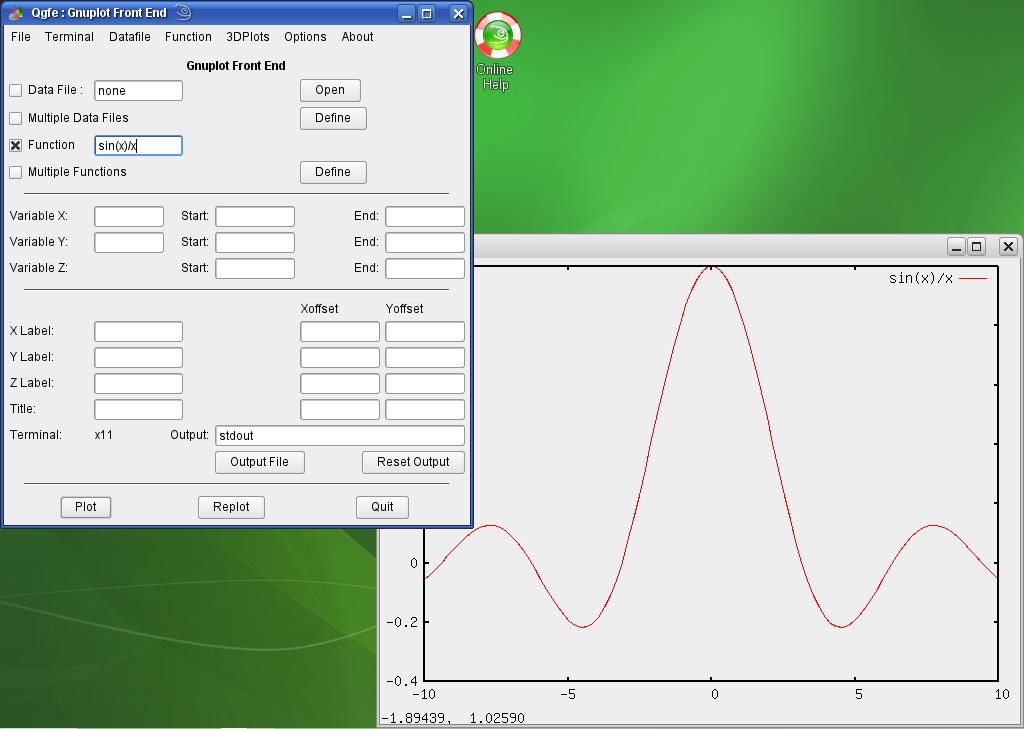 Qgfe : Gnuplot Front End
File Terminal Datafile Function 3DPlots Options About
Gnuplot Front End
Data File : none Open
Multiple Data Files Define
Function sin(x)/x
Multiple Functions Define
Variable X: Start: End:
Variable Y: Start: End:
Variable Z: Start: End:
Xoffset Yoffset
X Label:
Y Label:
Z Label:
Title:
Terminal: x11 Output: stdout
Output File Reset Output
Plot Replot Quit
Online
Help
sin(x)/x
0
-0.2
-0.4
-10 -5 0 5 10
-1.89439, 1.02590